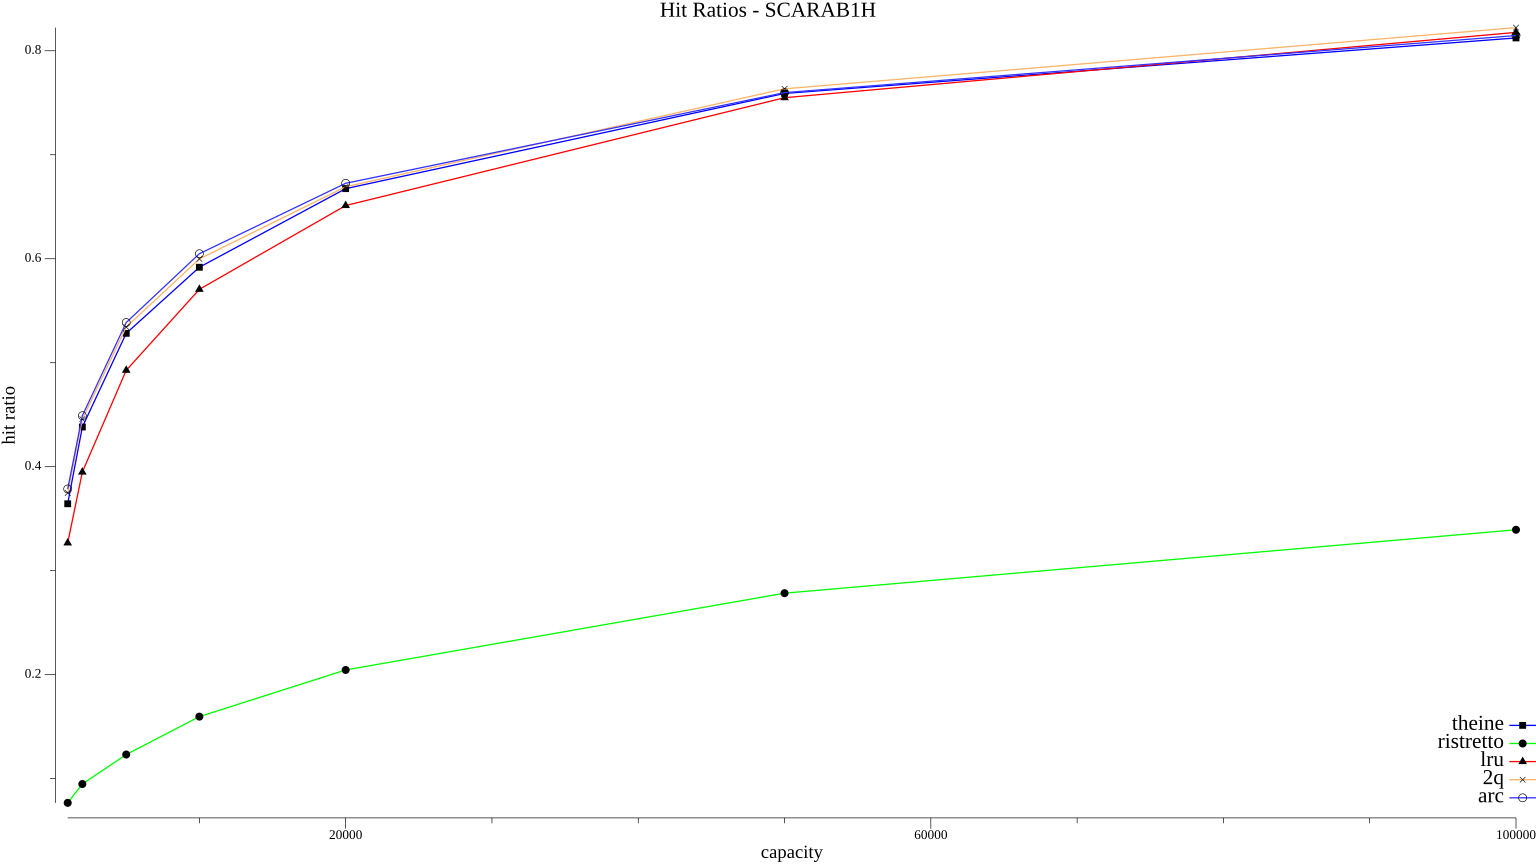 Hit Ratios - SCARAB1H
0.8
0.6
0.4
0.2
hit ratio
20000
60000
100000
capacity
theine
ristretto
lru
2q
arc